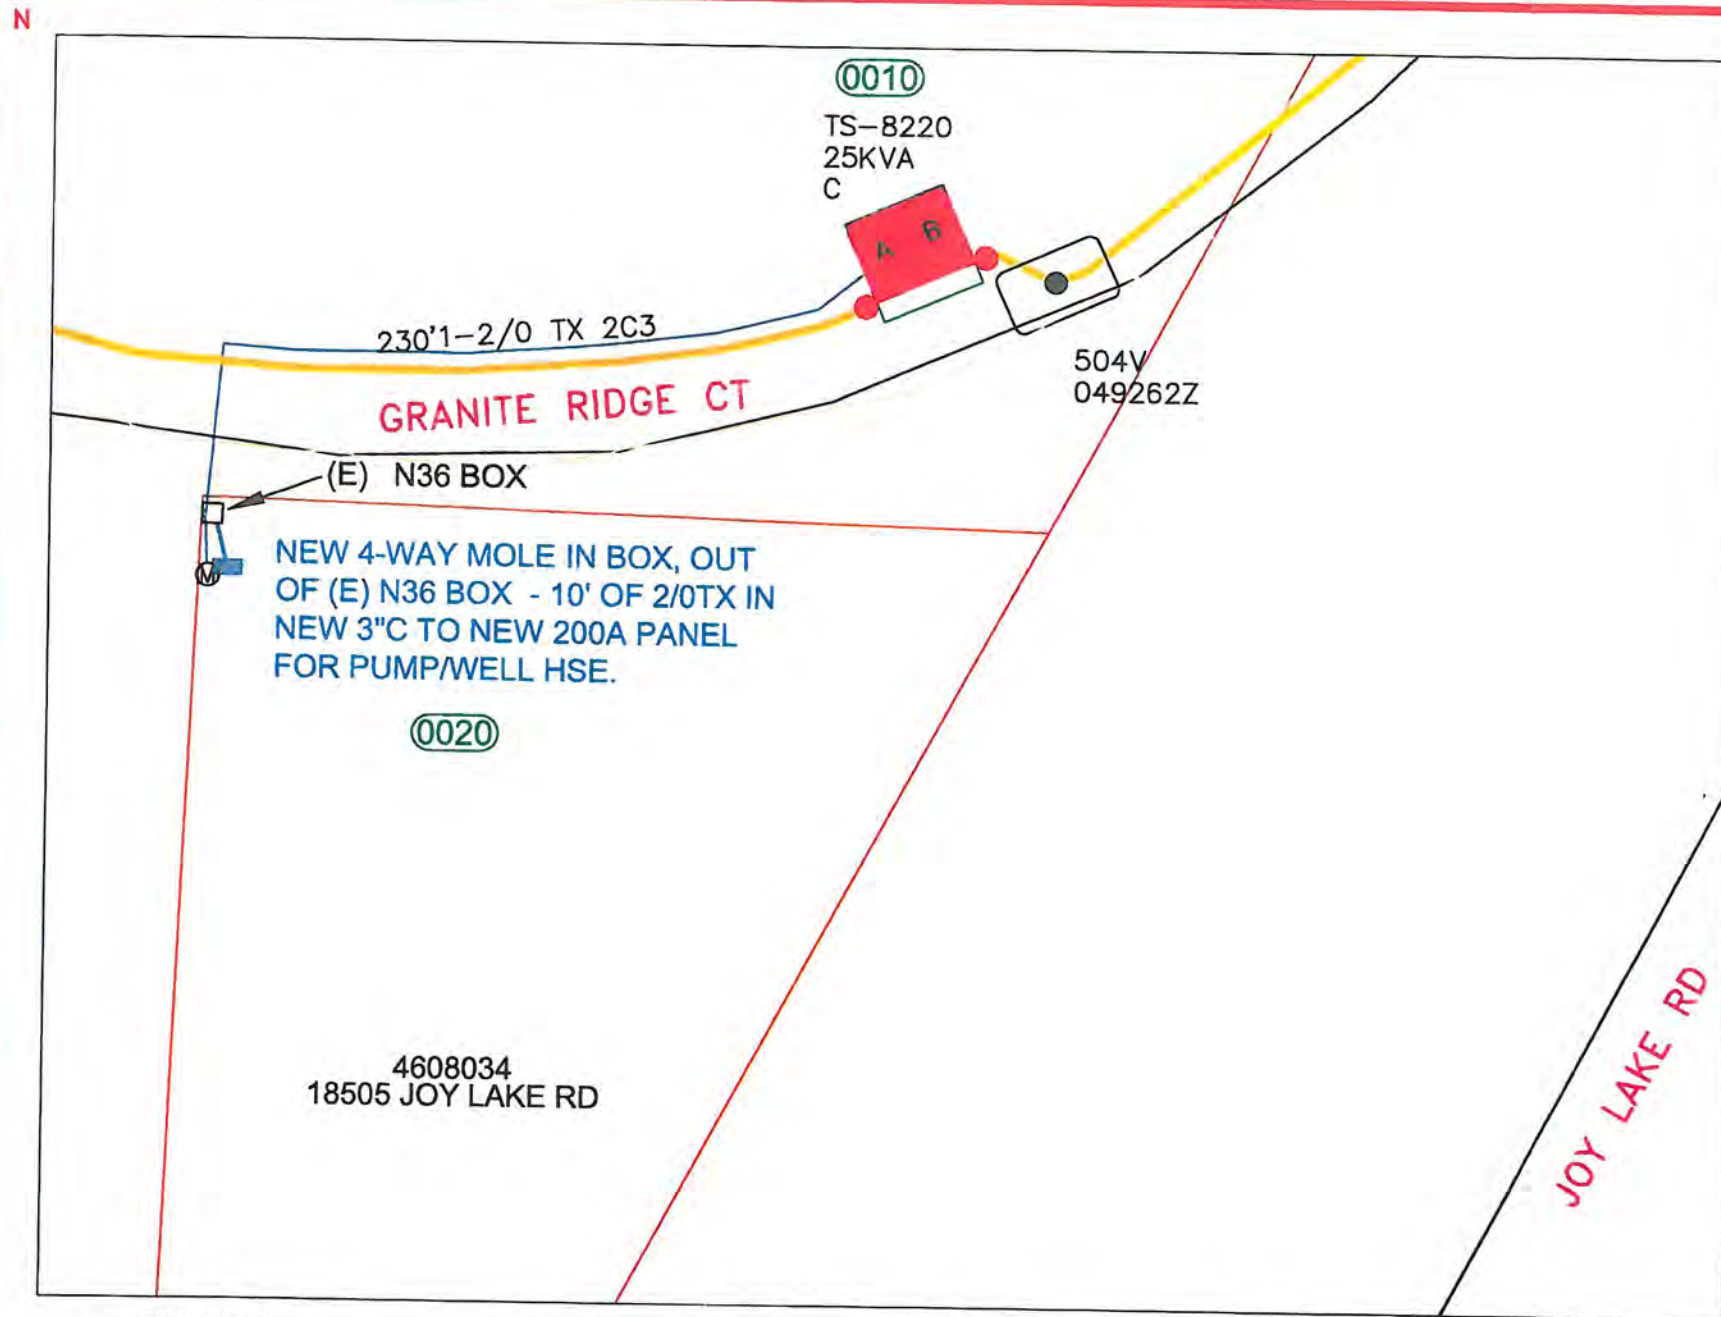 N
0010
TS-8220
25KVA
C
A B
230'1-2/0 TX 2C3
504V
049262Z
GRANITE RIDGE CT
(E) N36 BOX
NEW 4-WAY MOLE IN BOX, OUT
OF (E) N36 BOX - 10' OF 2/0TX IN
NEW 3"C TO NEW 200A PANEL
FOR PUMP/WELL HSE.
M
0020
4608034
18505 JOY LAKE RD
JOY LAKE RD